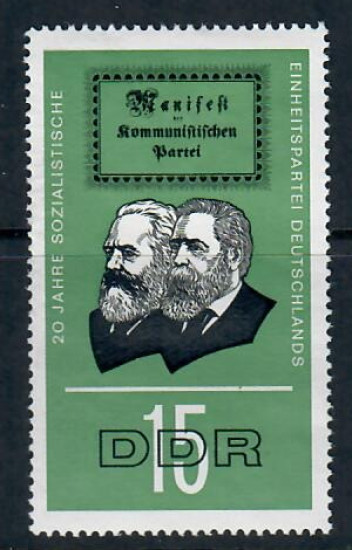 20 JAHRE SOZIALISTISCHE
EINHEITSPARTEI DEUTSCHLANDS
Manifest
der
Kommunistischen
Partei
15
DDR